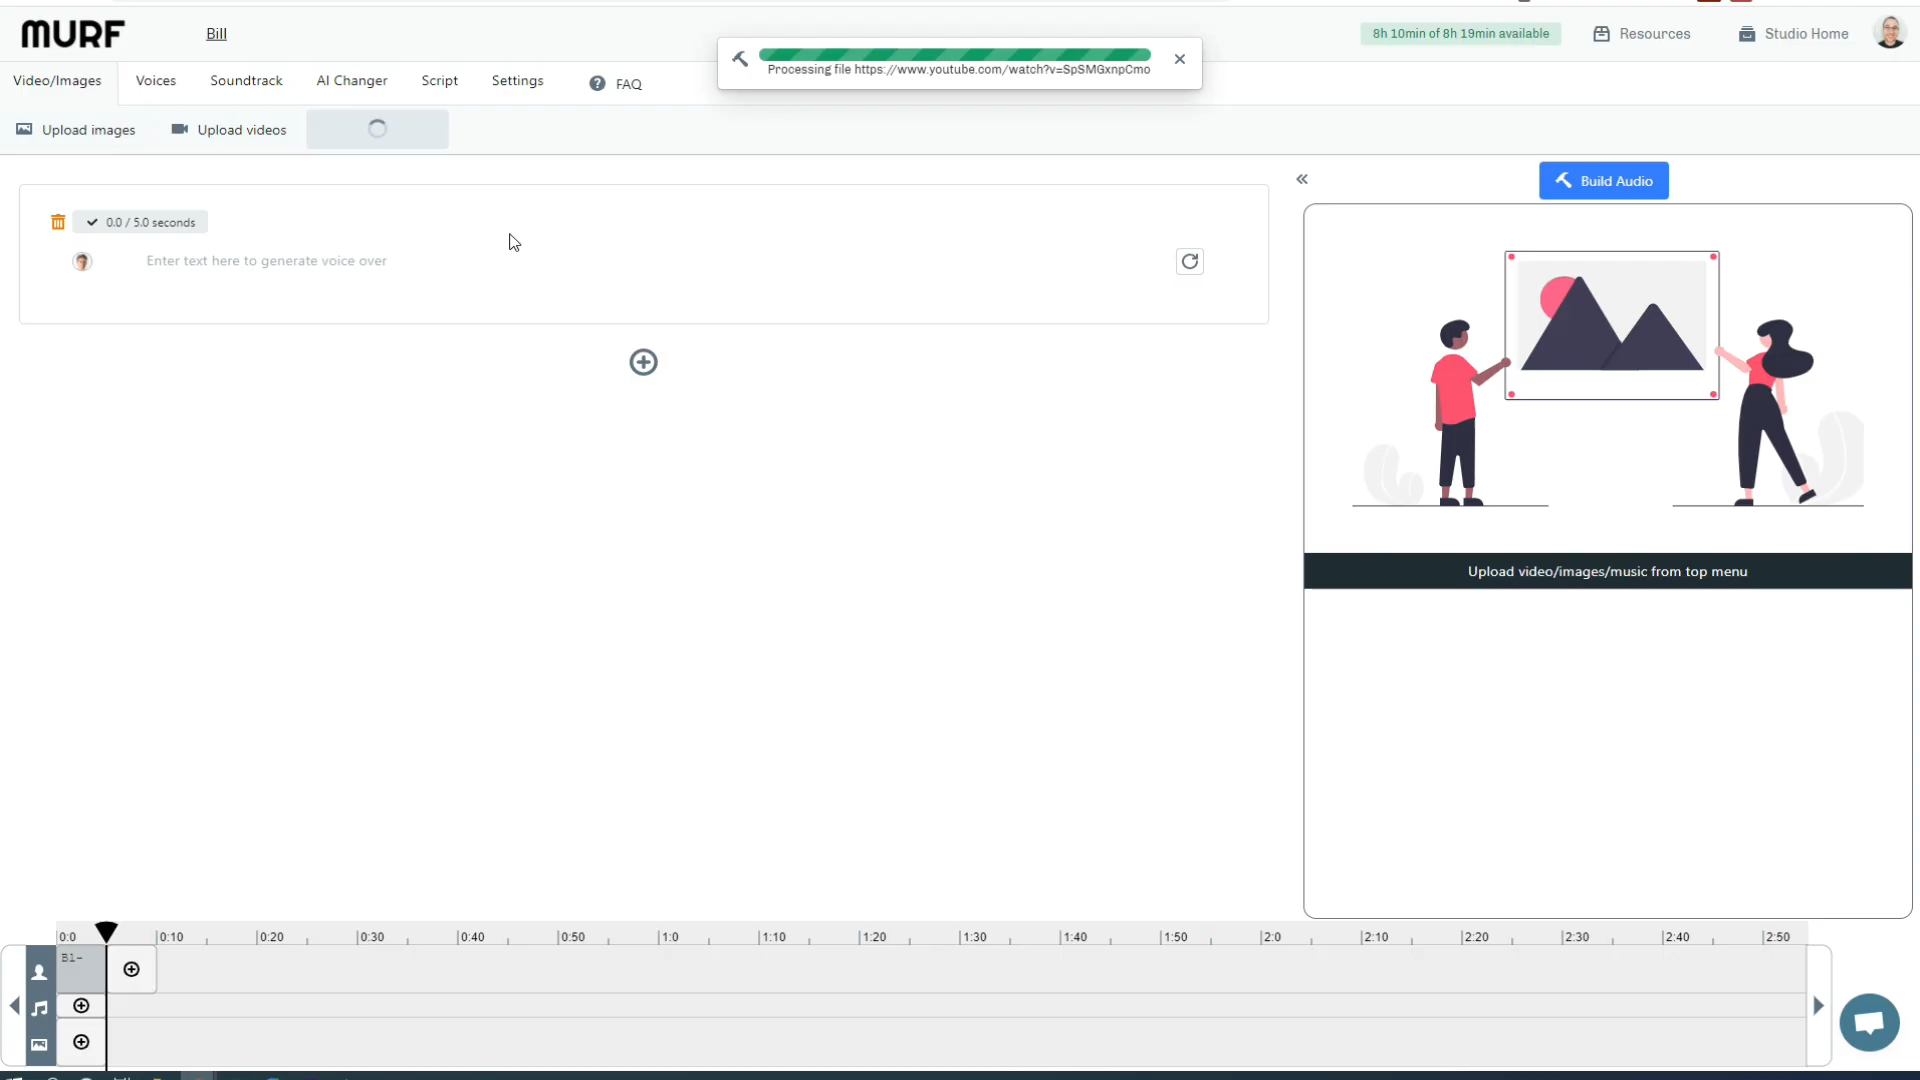 MURF
Bill
8h 10min of 8h 19min available
Resources
Studio Home
Processing file https://www.youtube.com/watch?v=SpSMGxnpCmo
Video/Images
Voices
Soundtrack
AI Changer
Script
Settings
FAQ
Upload images
Upload videos
Build Audio
0.0 / 5.0 seconds
Enter text here to generate voice over
Upload video/images/music from top menu
0:0
0:10
0:20
0:30
0:40
0:50
1:0
1:10
1:20
1:30
1:40
1:50
2:0
2:10
2:20
2:30
2:40
2:50
B1-